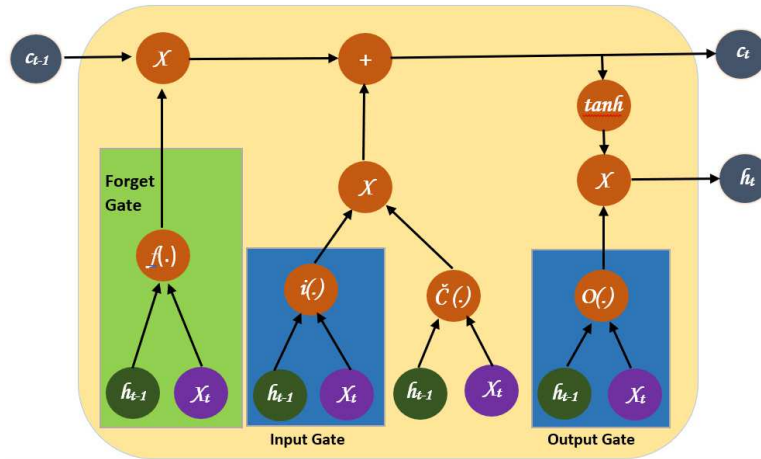 c_{t-1}
X
+
c_t
tanh
Forget
Gate
X
X
h_t
f(.)
i(.)
Č(.)
O(.)
h_{t-1}
X_t
h_{t-1}
X_t
h_{t-1}
X_t
h_{t-1}
X_t
Input Gate
Output Gate